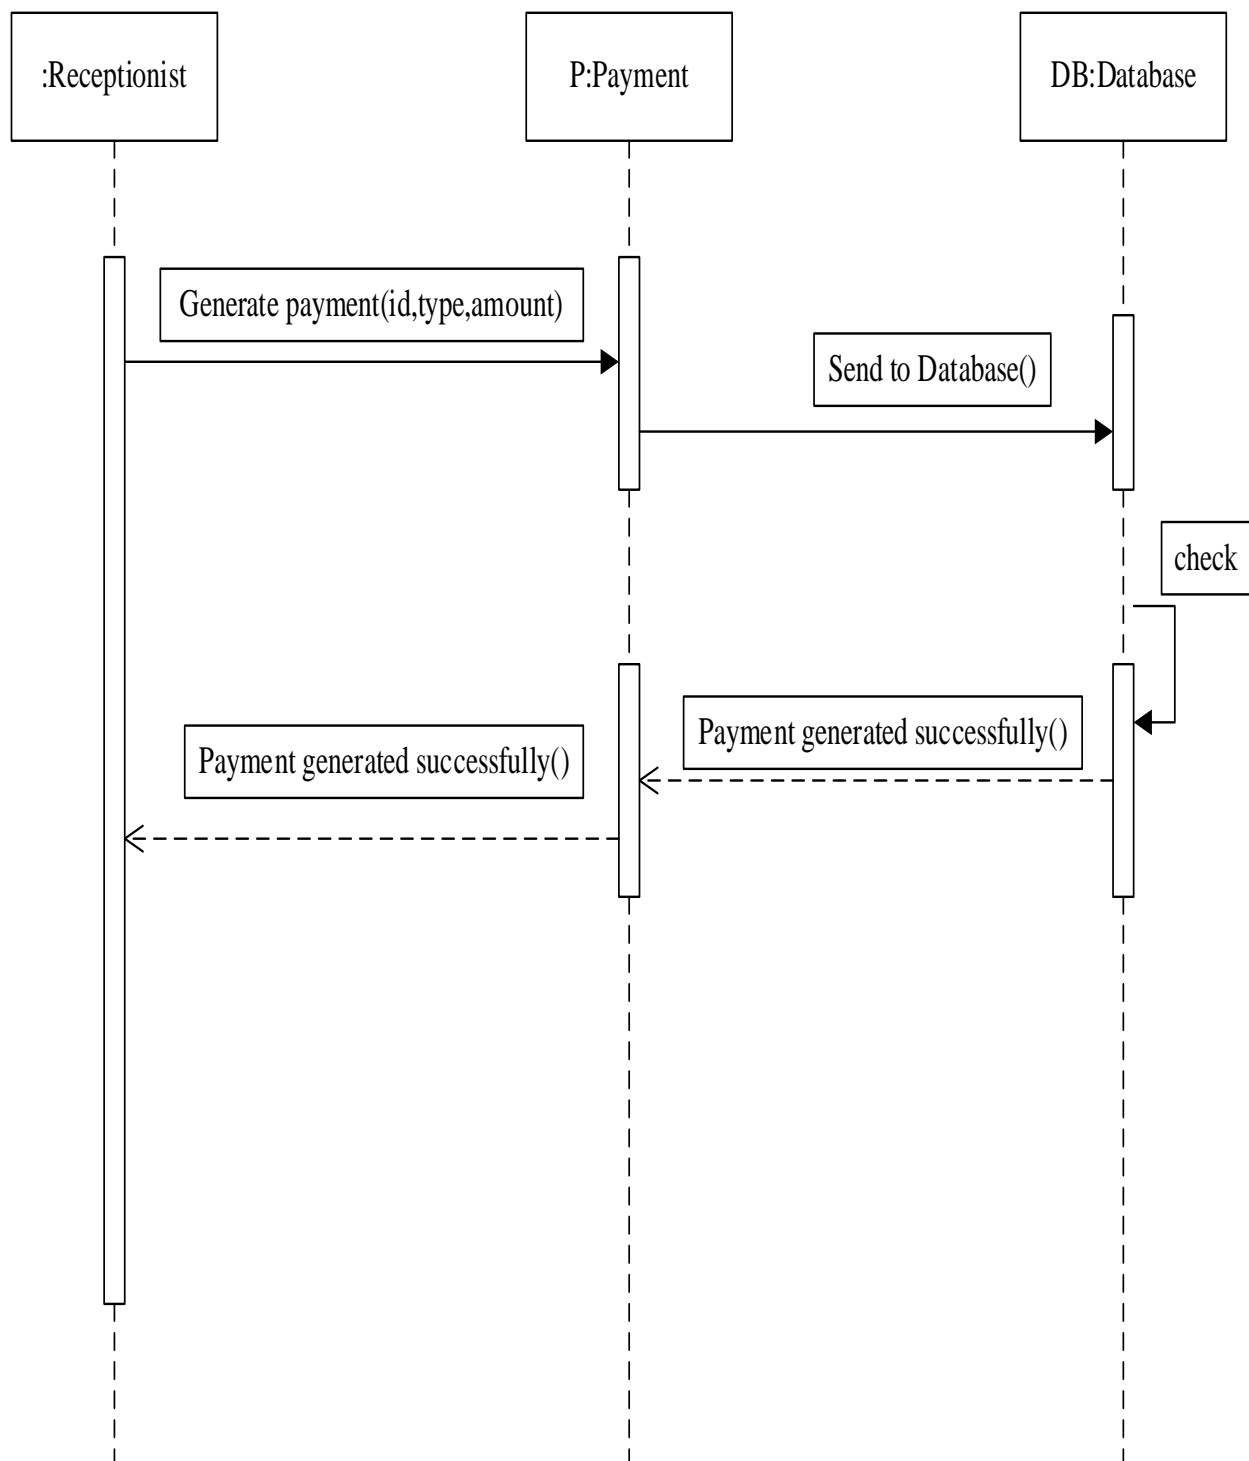 :Receptionist
P:Payment
DB:Database
Generate payment(id,type,amount)
Send to Database()
check
Payment generated successfully()
Payment generated successfully()